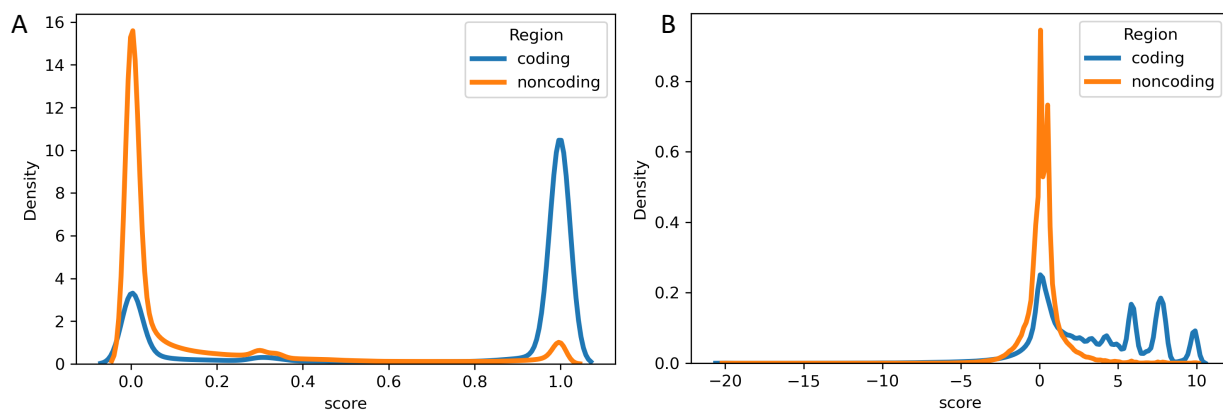 A
Density
16
14
12
10
8
6
4
2
0
0.0 0.2 0.4 0.6 0.8 1.0
score
Region
coding
noncoding
B
Density
0.8
0.6
0.4
0.2
0.0
−20 −15 −10 −5 0 5 10
score
Region
coding
noncoding